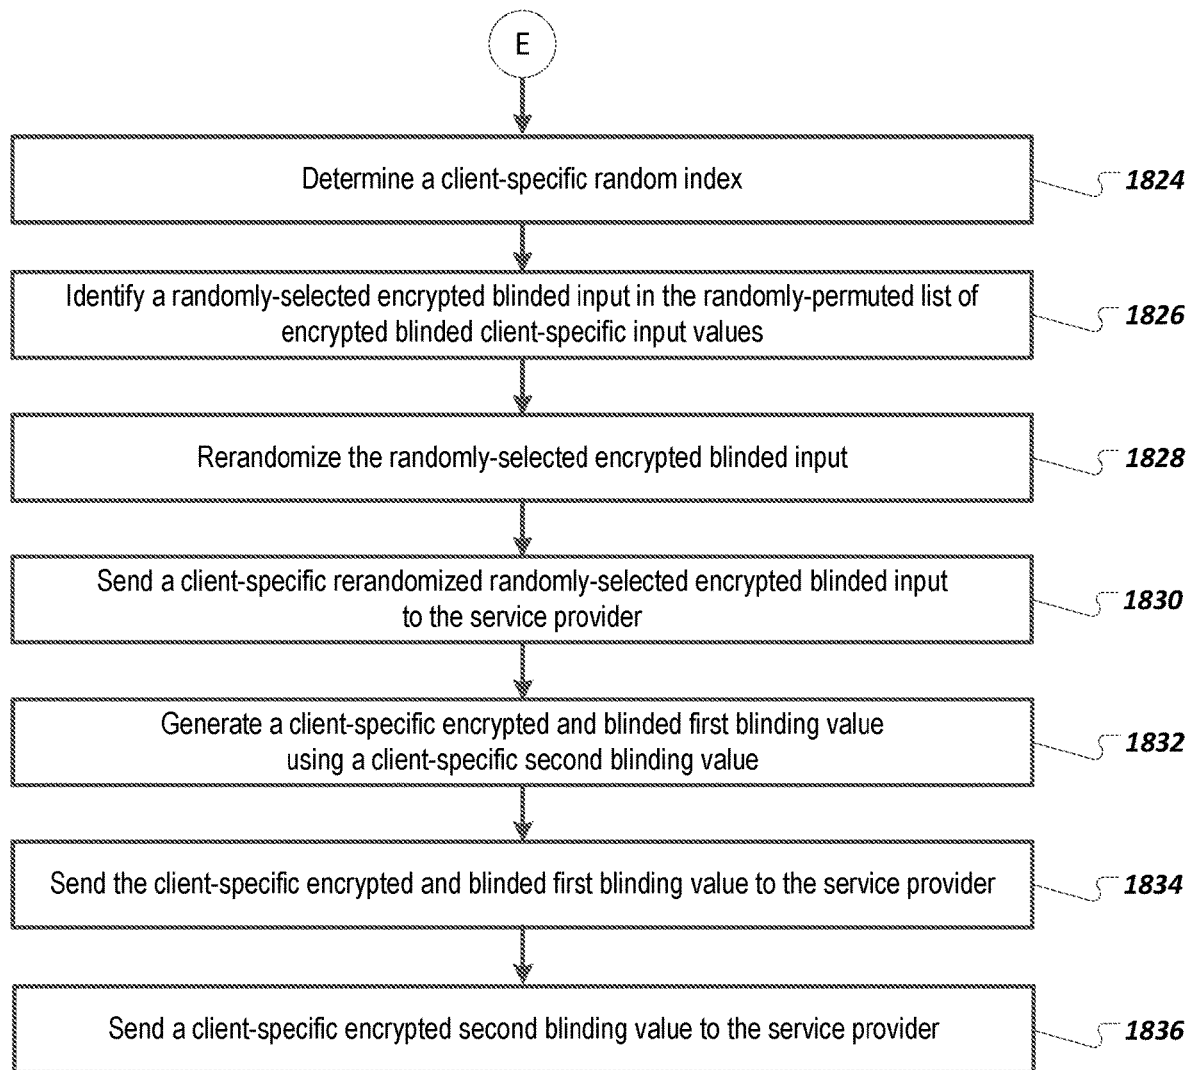 E
Determine a client-specific random index
1824
Identify a randomly-selected encrypted blinded input in the randomly-permuted list of
encrypted blinded client-specific input values
1826
Rerandomize the randomly-selected encrypted blinded input
1828
Send a client-specific rerandomized randomly-selected encrypted blinded input
to the service provider
1830
Generate a client-specific encrypted and blinded first blinding value
using a client-specific second blinding value
1832
Send the client-specific encrypted and blinded first blinding value to the service provider
1834
Send a client-specific encrypted second blinding value to the service provider
1836